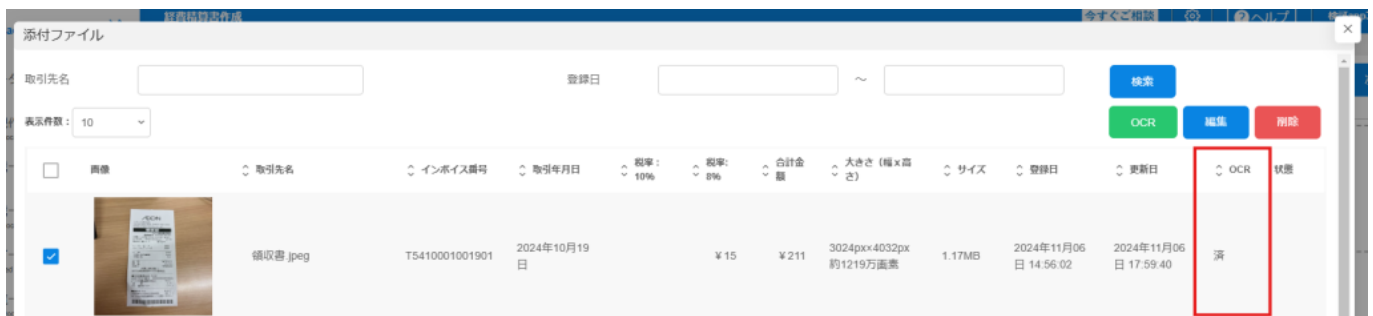 経費精算書作成
今すぐご相談
ヘルプ
添付ファイル
取引先名
登録日
～
検索
表示件数：
10
OCR
編集
削除
画像
取引先名
インボイス番号
取引年月日
税率：
10%
税率:
8%
合計金
額
大きさ（幅 x 高
さ）
サイズ
登録日
更新日
OCR
状態
AEON
領収書.jpeg
T5410001001901
2024年10月19
日
￥15
￥211
3024px×4032px
約1219万画素
1.17MB
2024年11月06
日 14:56:02
2024年11月06
日 17:59:40
済